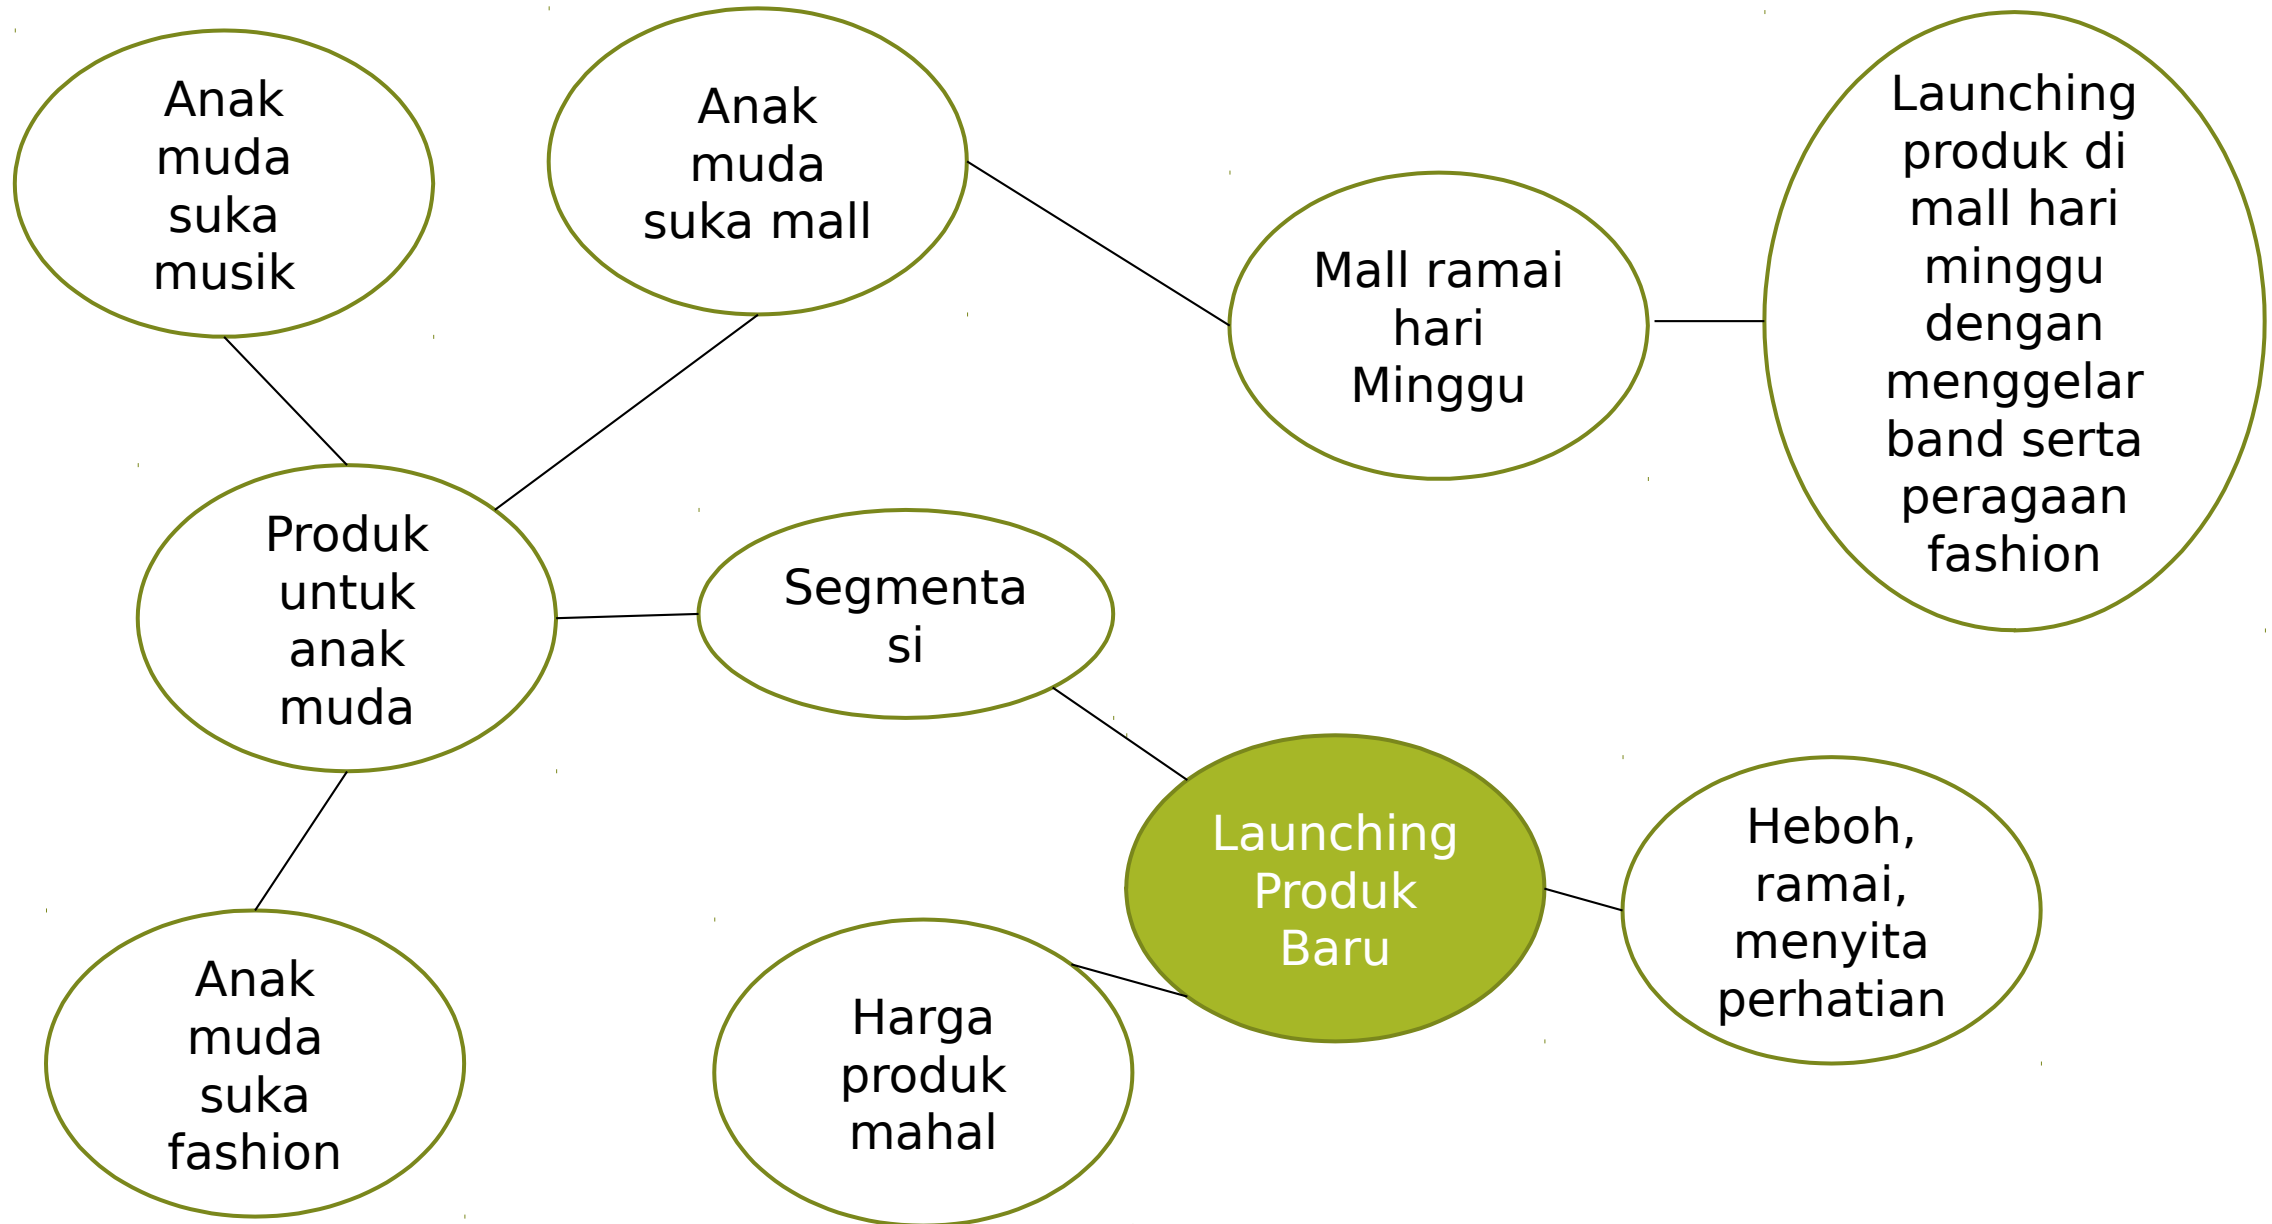 Anak
muda
suka
musik
Anak
muda
suka mall
Mall ramai
hari
Minggu
Launching
produk di
mall hari
minggu
dengan
menggelar
band serta
peragaan
fashion
Produk
untuk
anak
muda
Segmenta
si
Launching
Produk
Baru
Heboh,
ramai,
menyita
perhatian
Anak
muda
suka
fashion
Harga
produk
mahal